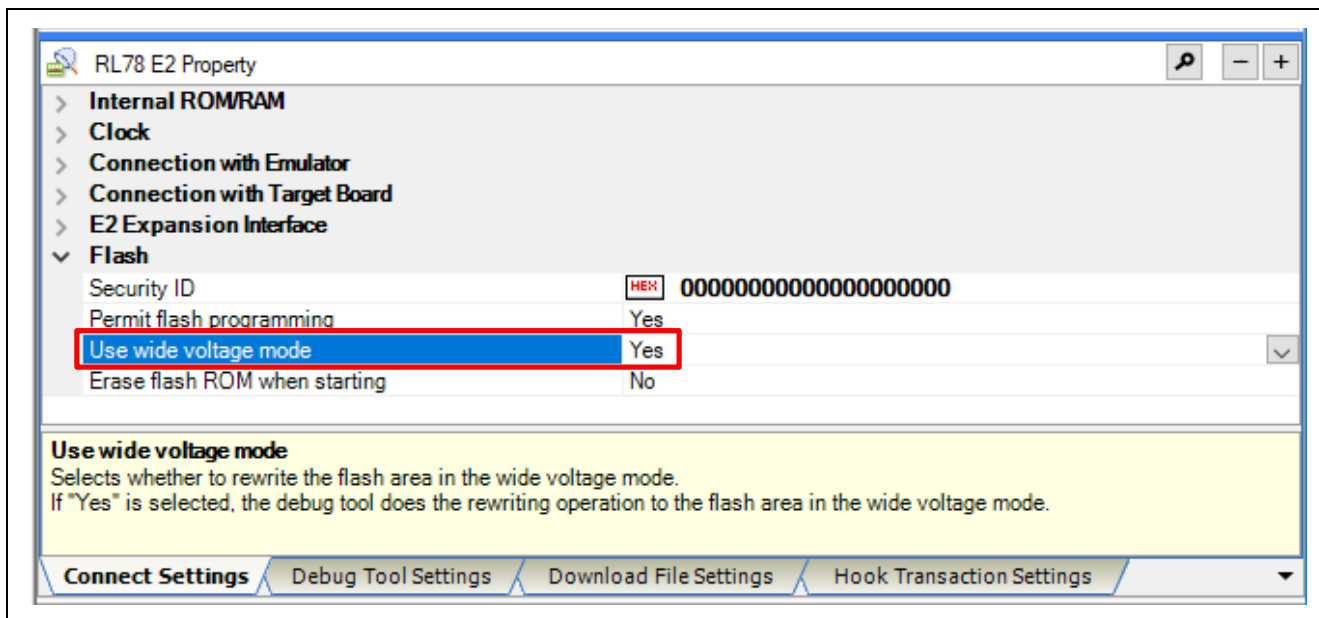 RL78 E2 Property
Internal ROM/RAM
Clock
Connection with Emulator
Connection with Target Board
E2 Expansion Interface
Flash
Security ID HEX 00000000000000000000
Permit flash programming Yes
Use wide voltage mode Yes
Erase flash ROM when starting No
Use wide voltage mode
Selects whether to rewrite the flash area in the wide voltage mode.
If "Yes" is selected, the debug tool does the rewriting operation to the flash area in the wide voltage mode.
Connect Settings Debug Tool Settings Download File Settings Hook Transaction Settings